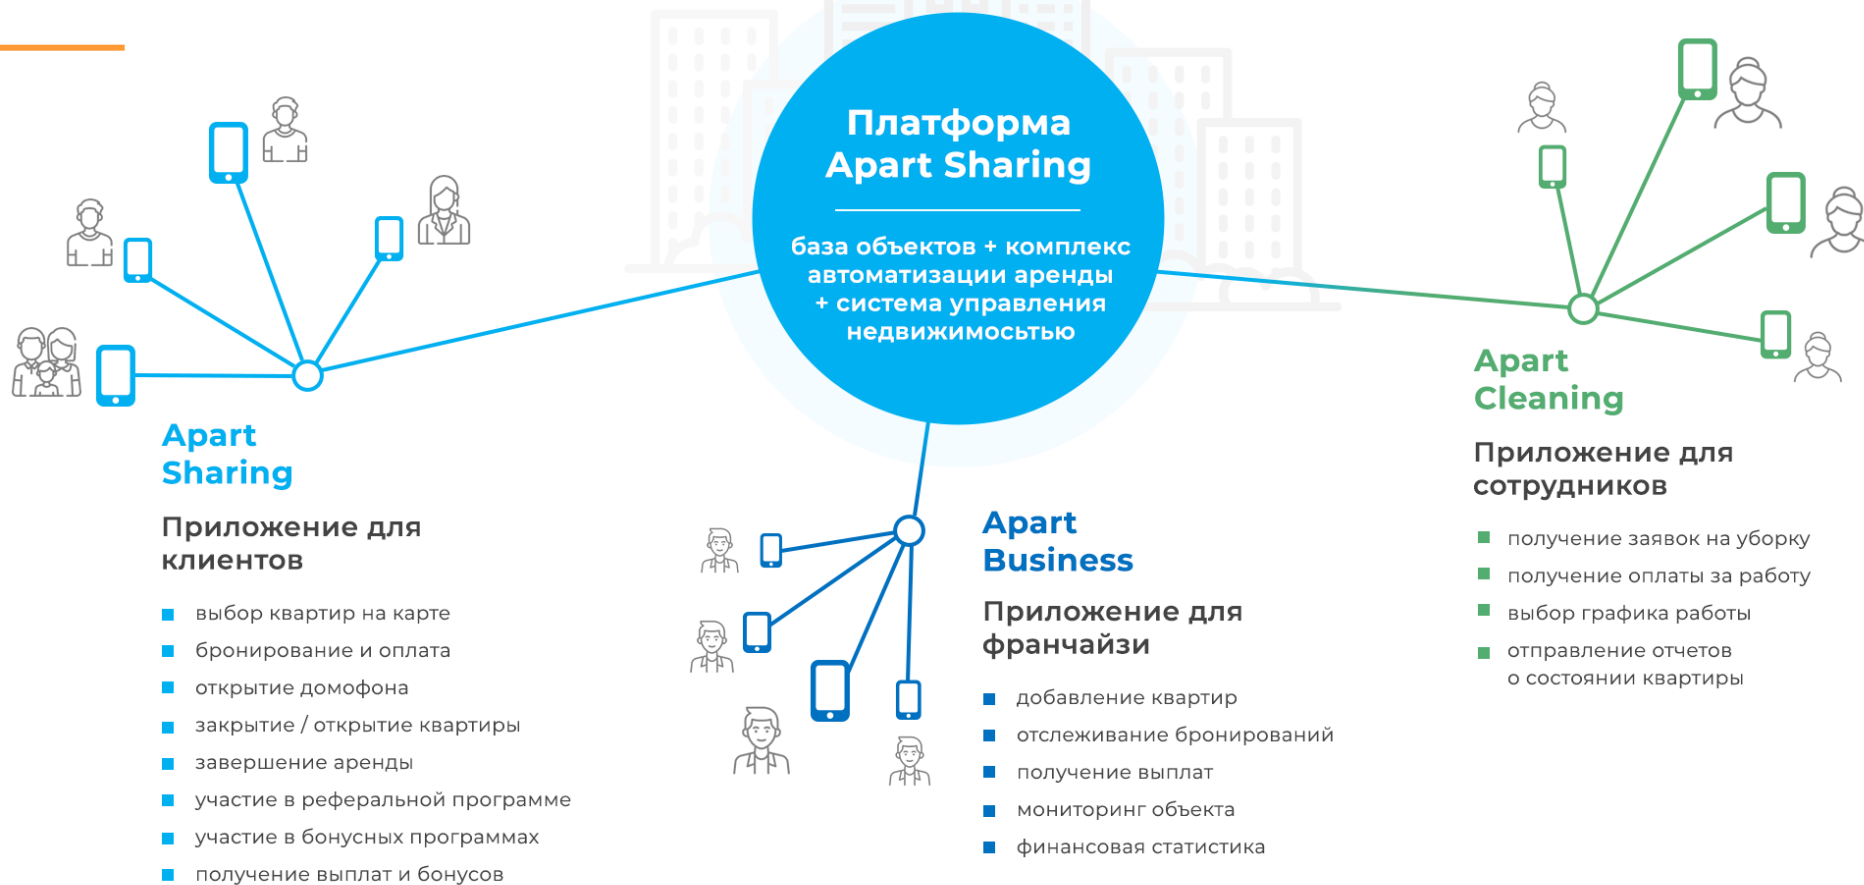 Платформа
Apart Sharing
база объектов + комплекс
автоматизации аренды
+ система управления
недвижимосьтью
Apart
Sharing
Приложение для
клиентов
выбор квартир на карте
бронирование и оплата
открытие домофона
закрытие / открытие квартиры
завершение аренды
участие в реферальной программе
участие в бонусных программах
получение выплат и бонусов
Apart
Business
Приложение для
франчайзи
добавление квартир
отслеживание бронирований
получение выплат
мониторинг объекта
финансовая статистика
Apart
Cleaning
Приложение для
сотрудников
получение заявок на уборку
получение оплаты за работу
выбор графика работы
отправление отчетов
о состоянии квартиры